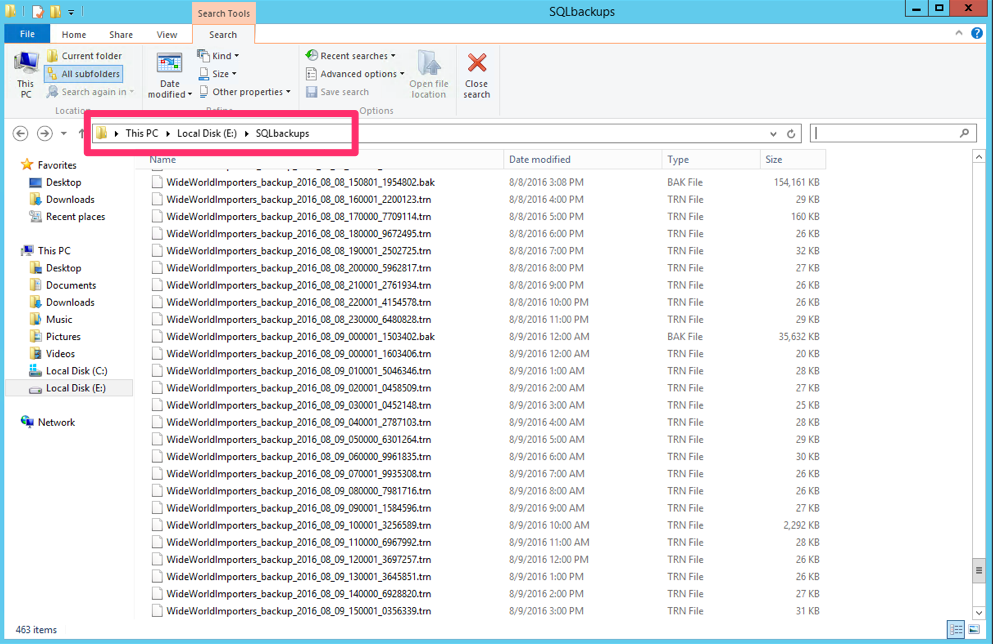 SQLbackups
Search Tools
File Home Share View Search
This PC
Current folder
All subfolders
Search again in
Location
Date modified
Kind
Size
Other properties
Refine
Recent searches
Advanced options
Save search
Open file location
Options
Close search
This PC Local Disk (E:) SQLbackups
Favorites
Desktop
Downloads
Recent places
This PC
Desktop
Documents
Downloads
Music
Pictures
Videos
Local Disk (C:)
Local Disk (E:)
Network
Name Date modified Type Size
WideWorldImporters_backup_2016_08_08_150801_1954802.bak 8/8/2016 3:08 PM BAK File 154,161 KB
WideWorldImporters_backup_2016_08_08_160001_2200123.trn 8/8/2016 4:00 PM TRN File 29 KB
WideWorldImporters_backup_2016_08_08_170000_7709114.trn 8/8/2016 5:00 PM TRN File 160 KB
WideWorldImporters_backup_2016_08_08_180000_9672495.trn 8/8/2016 6:00 PM TRN File 26 KB
WideWorldImporters_backup_2016_08_08_190001_2502725.trn 8/8/2016 7:00 PM TRN File 32 KB
WideWorldImporters_backup_2016_08_08_200000_5962817.trn 8/8/2016 8:00 PM TRN File 27 KB
WideWorldImporters_backup_2016_08_08_210001_2761934.trn 8/8/2016 9:00 PM TRN File 26 KB
WideWorldImporters_backup_2016_08_08_220001_4154578.trn 8/8/2016 10:00 PM TRN File 26 KB
WideWorldImporters_backup_2016_08_08_230000_6480828.trn 8/8/2016 11:00 PM TRN File 29 KB
WideWorldImporters_backup_2016_08_09_000001_1503402.bak 8/9/2016 12:00 AM BAK File 35,632 KB
WideWorldImporters_backup_2016_08_09_000001_1603406.trn 8/9/2016 12:00 AM TRN File 20 KB
WideWorldImporters_backup_2016_08_09_010001_5046346.trn 8/9/2016 1:00 AM TRN File 28 KB
WideWorldImporters_backup_2016_08_09_020001_0458509.trn 8/9/2016 2:00 AM TRN File 27 KB
WideWorldImporters_backup_2016_08_09_030001_0452148.trn 8/9/2016 3:00 AM TRN File 25 KB
WideWorldImporters_backup_2016_08_09_040001_2787103.trn 8/9/2016 4:00 AM TRN File 28 KB
WideWorldImporters_backup_2016_08_09_050000_6301264.trn 8/9/2016 5:00 AM TRN File 29 KB
WideWorldImporters_backup_2016_08_09_060000_9961835.trn 8/9/2016 6:00 AM TRN File 30 KB
WideWorldImporters_backup_2016_08_09_070001_9935308.trn 8/9/2016 7:00 AM TRN File 26 KB
WideWorldImporters_backup_2016_08_09_080000_7981716.trn 8/9/2016 8:00 AM TRN File 26 KB
WideWorldImporters_backup_2016_08_09_090001_1584596.trn 8/9/2016 9:00 AM TRN File 27 KB
WideWorldImporters_backup_2016_08_09_100001_3256589.trn 8/9/2016 10:00 AM TRN File 2,292 KB
WideWorldImporters_backup_2016_08_09_110000_6967992.trn 8/9/2016 11:00 AM TRN File 28 KB
WideWorldImporters_backup_2016_08_09_120001_3697257.trn 8/9/2016 12:00 PM TRN File 26 KB
WideWorldImporters_backup_2016_08_09_130001_3645851.trn 8/9/2016 1:00 PM TRN File 26 KB
WideWorldImporters_backup_2016_08_09_140000_6928820.trn 8/9/2016 2:00 PM TRN File 27 KB
WideWorldImporters_backup_2016_08_09_150001_0356339.trn 8/9/2016 3:00 PM TRN File 31 KB
463 items